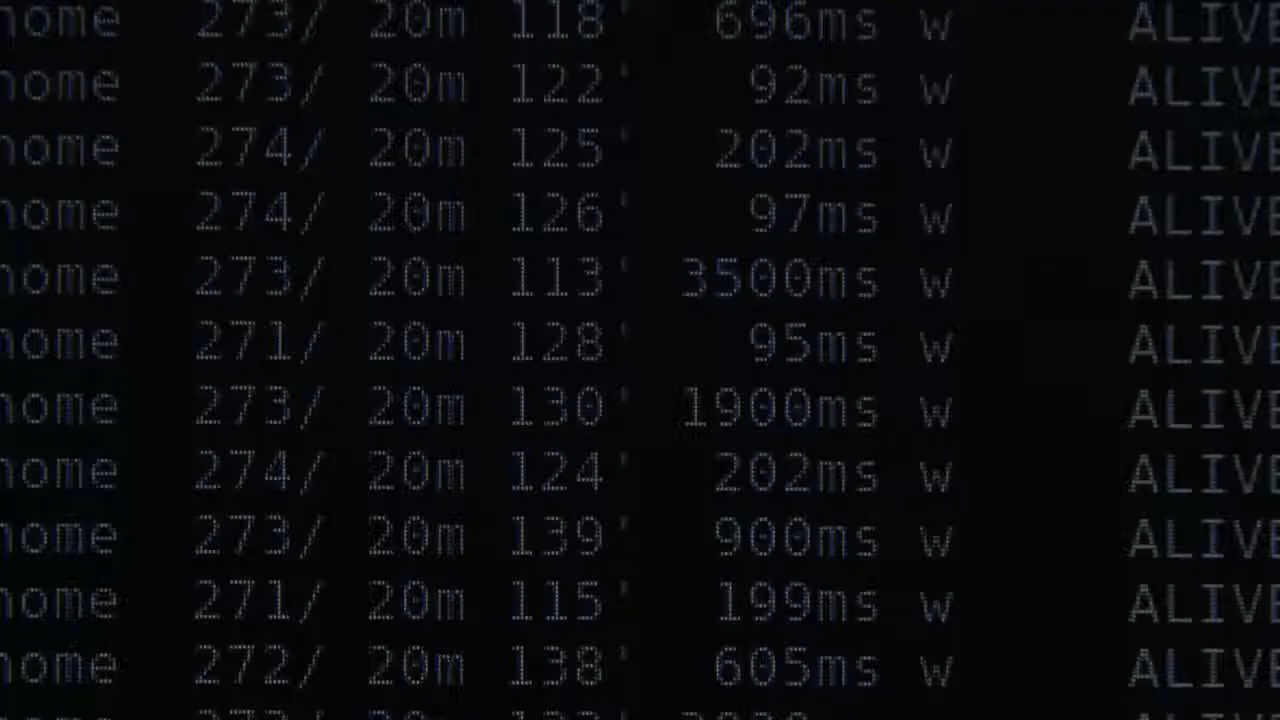 home 273/ 20m 118' 696ms w ALIVE
home 273/ 20m 122' 92ms w ALIVE
home 274/ 20m 125' 202ms w ALIVE
home 274/ 20m 126' 97ms w ALIVE
home 273/ 20m 113' 3500ms w ALIVE
home 271/ 20m 128' 95ms w ALIVE
home 273/ 20m 130' 1900ms w ALIVE
home 274/ 20m 124' 202ms w ALIVE
home 273/ 20m 139' 900ms w ALIVE
home 271/ 20m 115' 199ms w ALIVE
home 272/ 20m 138' 605ms w ALIVE